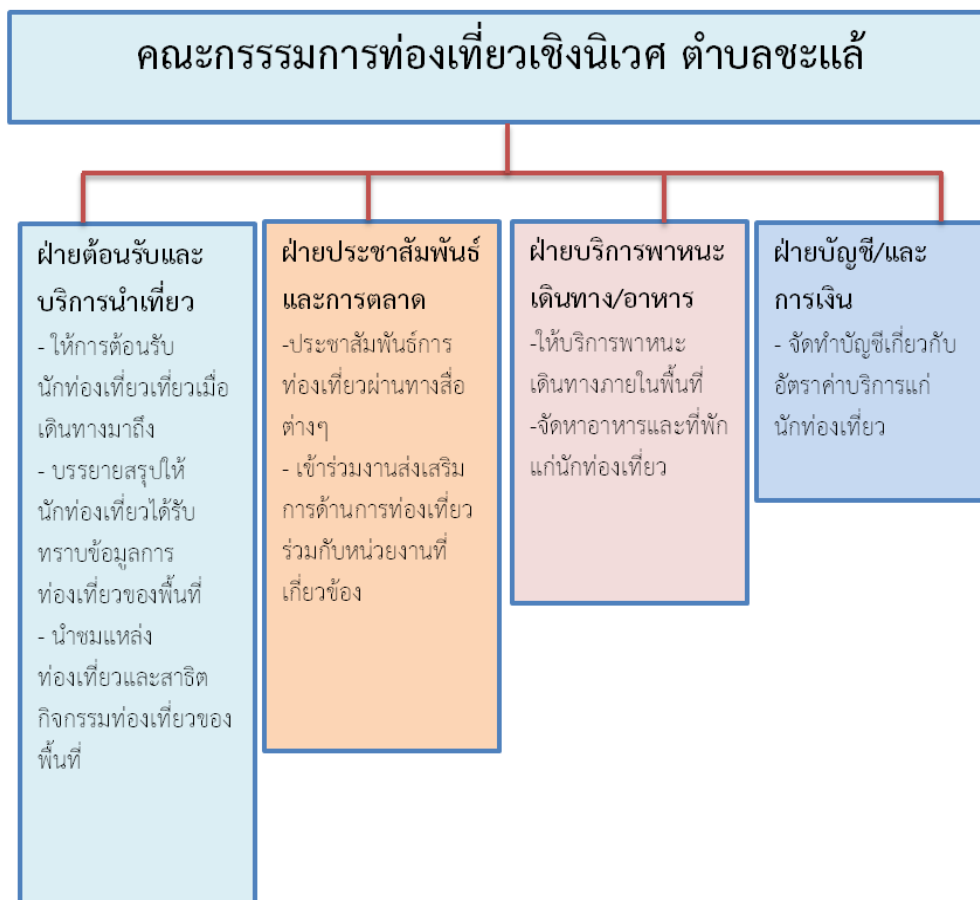 คณะกรรรมการท่องเที่ยวเชิงนิเวศ ตำบลชะแล้
ฝ่ายต้อนรับและ
บริการนำเที่ยว
- ให้การต้อนรับ
นักท่องเที่ยวเที่ยวเมื่อ
เดินทางมาถึง
- บรรยายสรุปให้
นักท่องเที่ยวได้รับ
ทราบข้อมูลการ
ท่องเที่ยวของพื้นที่
- นำชมแหล่ง
ท่องเที่ยวและสาธิต
กิจกรรมท่องเที่ยวของ
พื้นที่
ฝ่ายประชาสัมพันธ์
และการตลาด
-ประชาสัมพันธ์การ
ท่องเที่ยวผ่านทางสื่อ
ต่างๆ
- เข้าร่วมงานส่งเสริม
การด้านการท่องเที่ยว
ร่วมกับหน่วยงานที่
เกี่ยวข้อง
ฝ่ายบริการพาหนะ
เดินทาง/อาหาร
-ให้บริการพาหนะ
เดินทางภายในพื้นที่
-จัดหาอาหารและที่พัก
แก่นักท่องเที่ยว
ฝ่ายบัญชี/และ
การเงิน
- จัดทำบัญชีเกี่ยวกับ
อัตราค่าบริการแก่
นักท่องเที่ยว